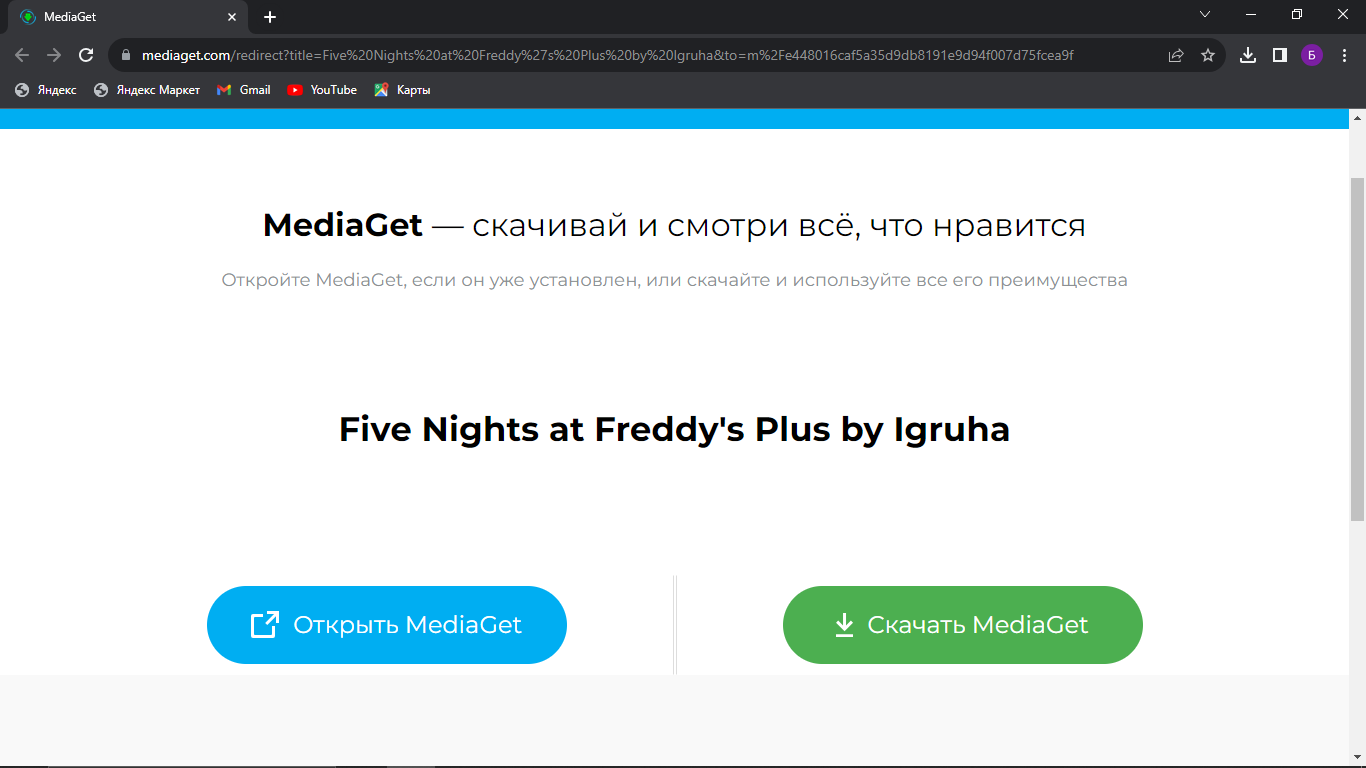 MediaGet
mediaget.com/redirect?title=Five%20Nights%20at%20Freddy%27s%20Plus%20by%20Igruha&to=m%2Fe448016caf5a35d9db8191e9d94f007d75fcea9f
Б
Яндекс Яндекс Маркет Gmail YouTube Карты
MediaGet — скачивай и смотри всё, что нравится
Откройте MediaGet, если он уже установлен, или скачайте и используйте все его преимущества
Five Nights at Freddy's Plus by Igruha
Открыть MediaGet
Скачать MediaGet